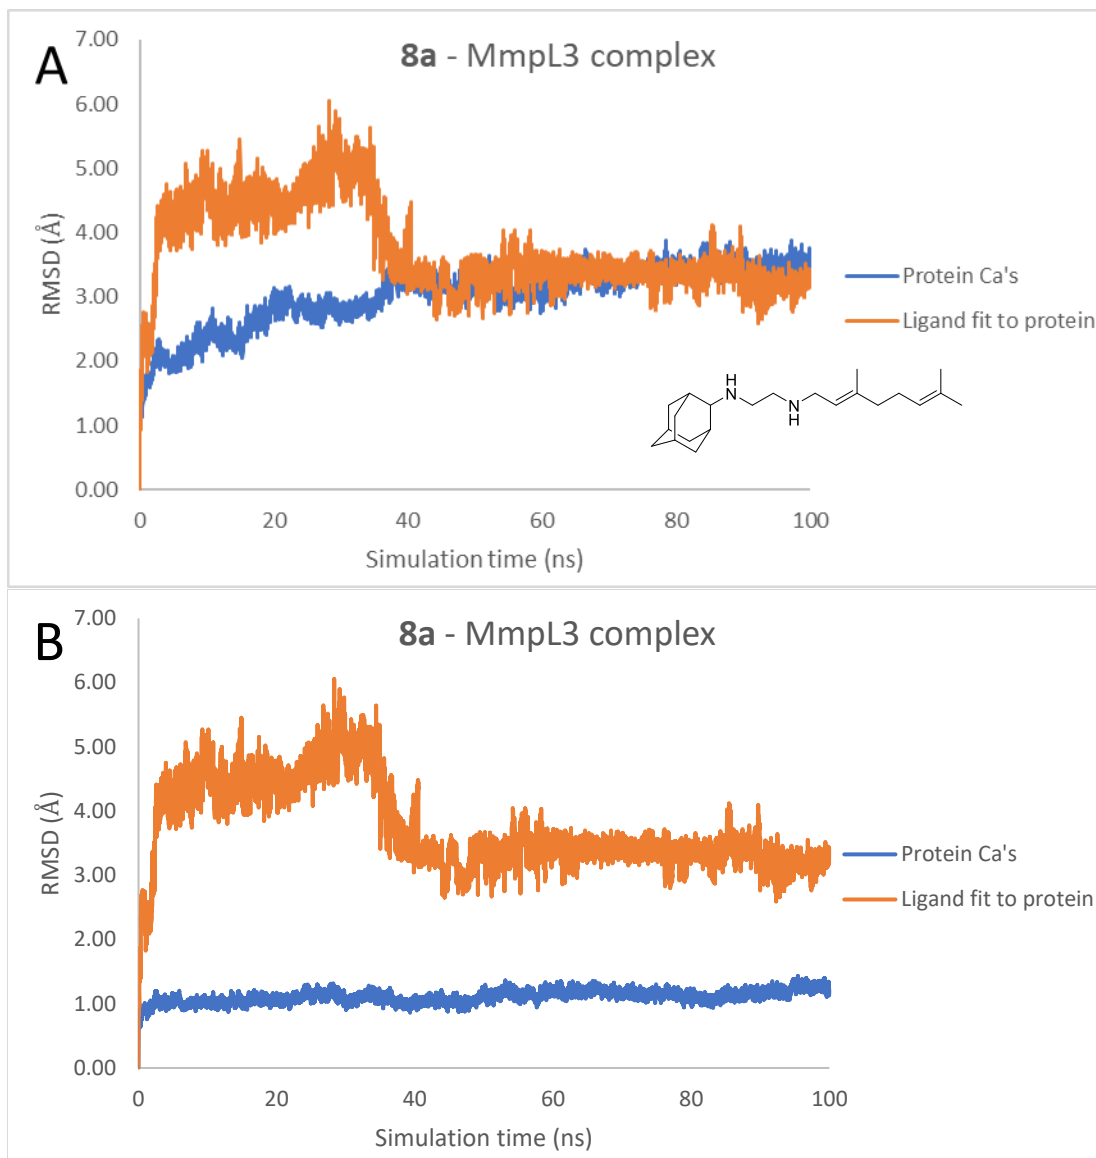 A
8a - MmpL3 complex
7.00
6.00
5.00
4.00
3.00
2.00
1.00
0.00
RMSD (Å)
0 20 40 60 80 100
Simulation time (ns)
Protein Ca's
Ligand fit to protein
H
N
N
H
B
8a - MmpL3 complex
7.00
6.00
5.00
4.00
3.00
2.00
1.00
0.00
RMSD (Å)
0 20 40 60 80 100
Simulation time (ns)
Protein Ca's
Ligand fit to protein